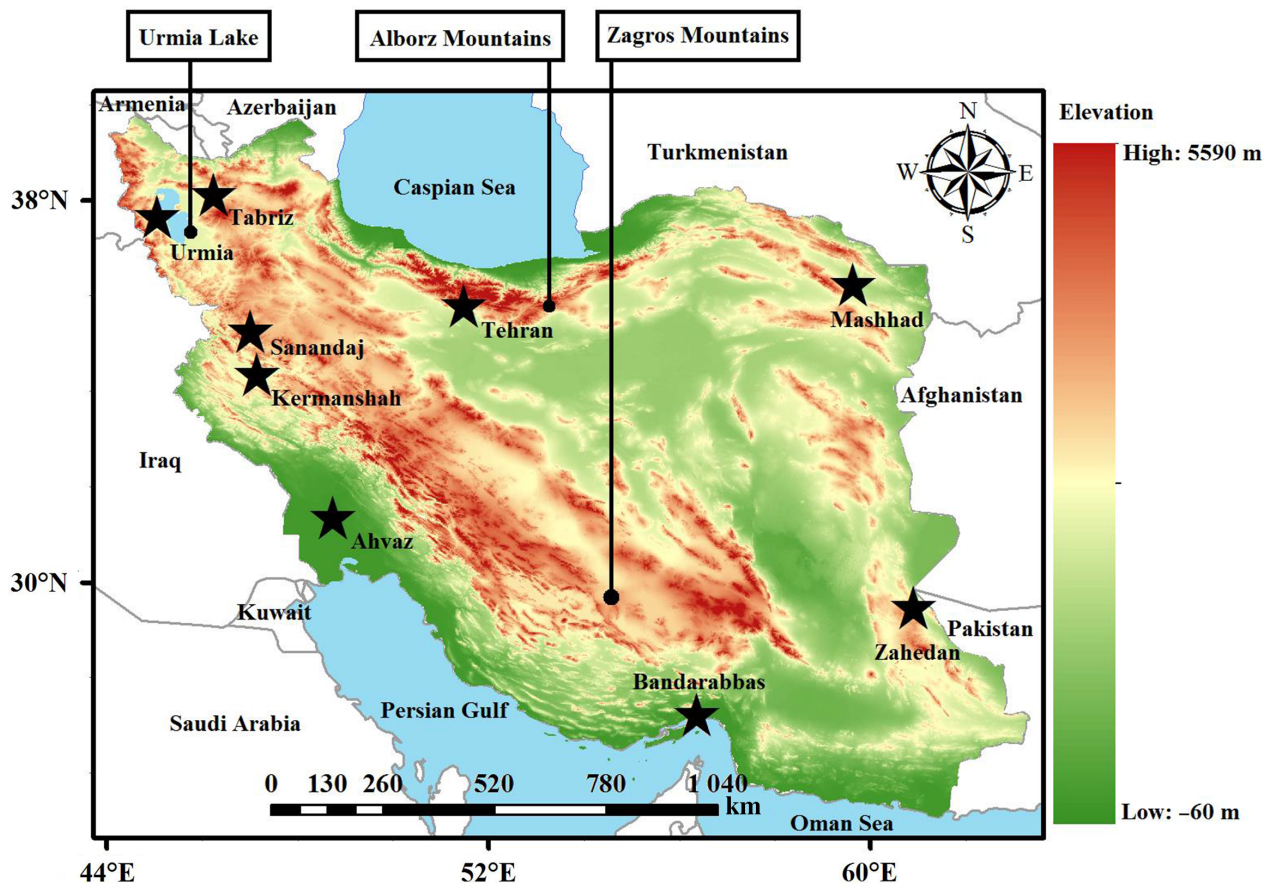 Urmia Lake
Alborz Mountains
Zagros Mountains
Armenia
Azerbaijan
Elevation
N
High: 5590 m
Turkmenistan
W
E
Caspian Sea
38°N
Tabriz
S
Urmia
Mashhad
Tehran
Sanandaj
Afghanistan
Kermanshah
Iraq
Ahvaz
30°N
Kuwait
Pakistan
Zahedan
Bandarabbas
Persian Gulf
Saudi Arabia
0 130 260 520 780 1 040
km
Low: –60 m
Oman Sea
44°E 52°E 60°E